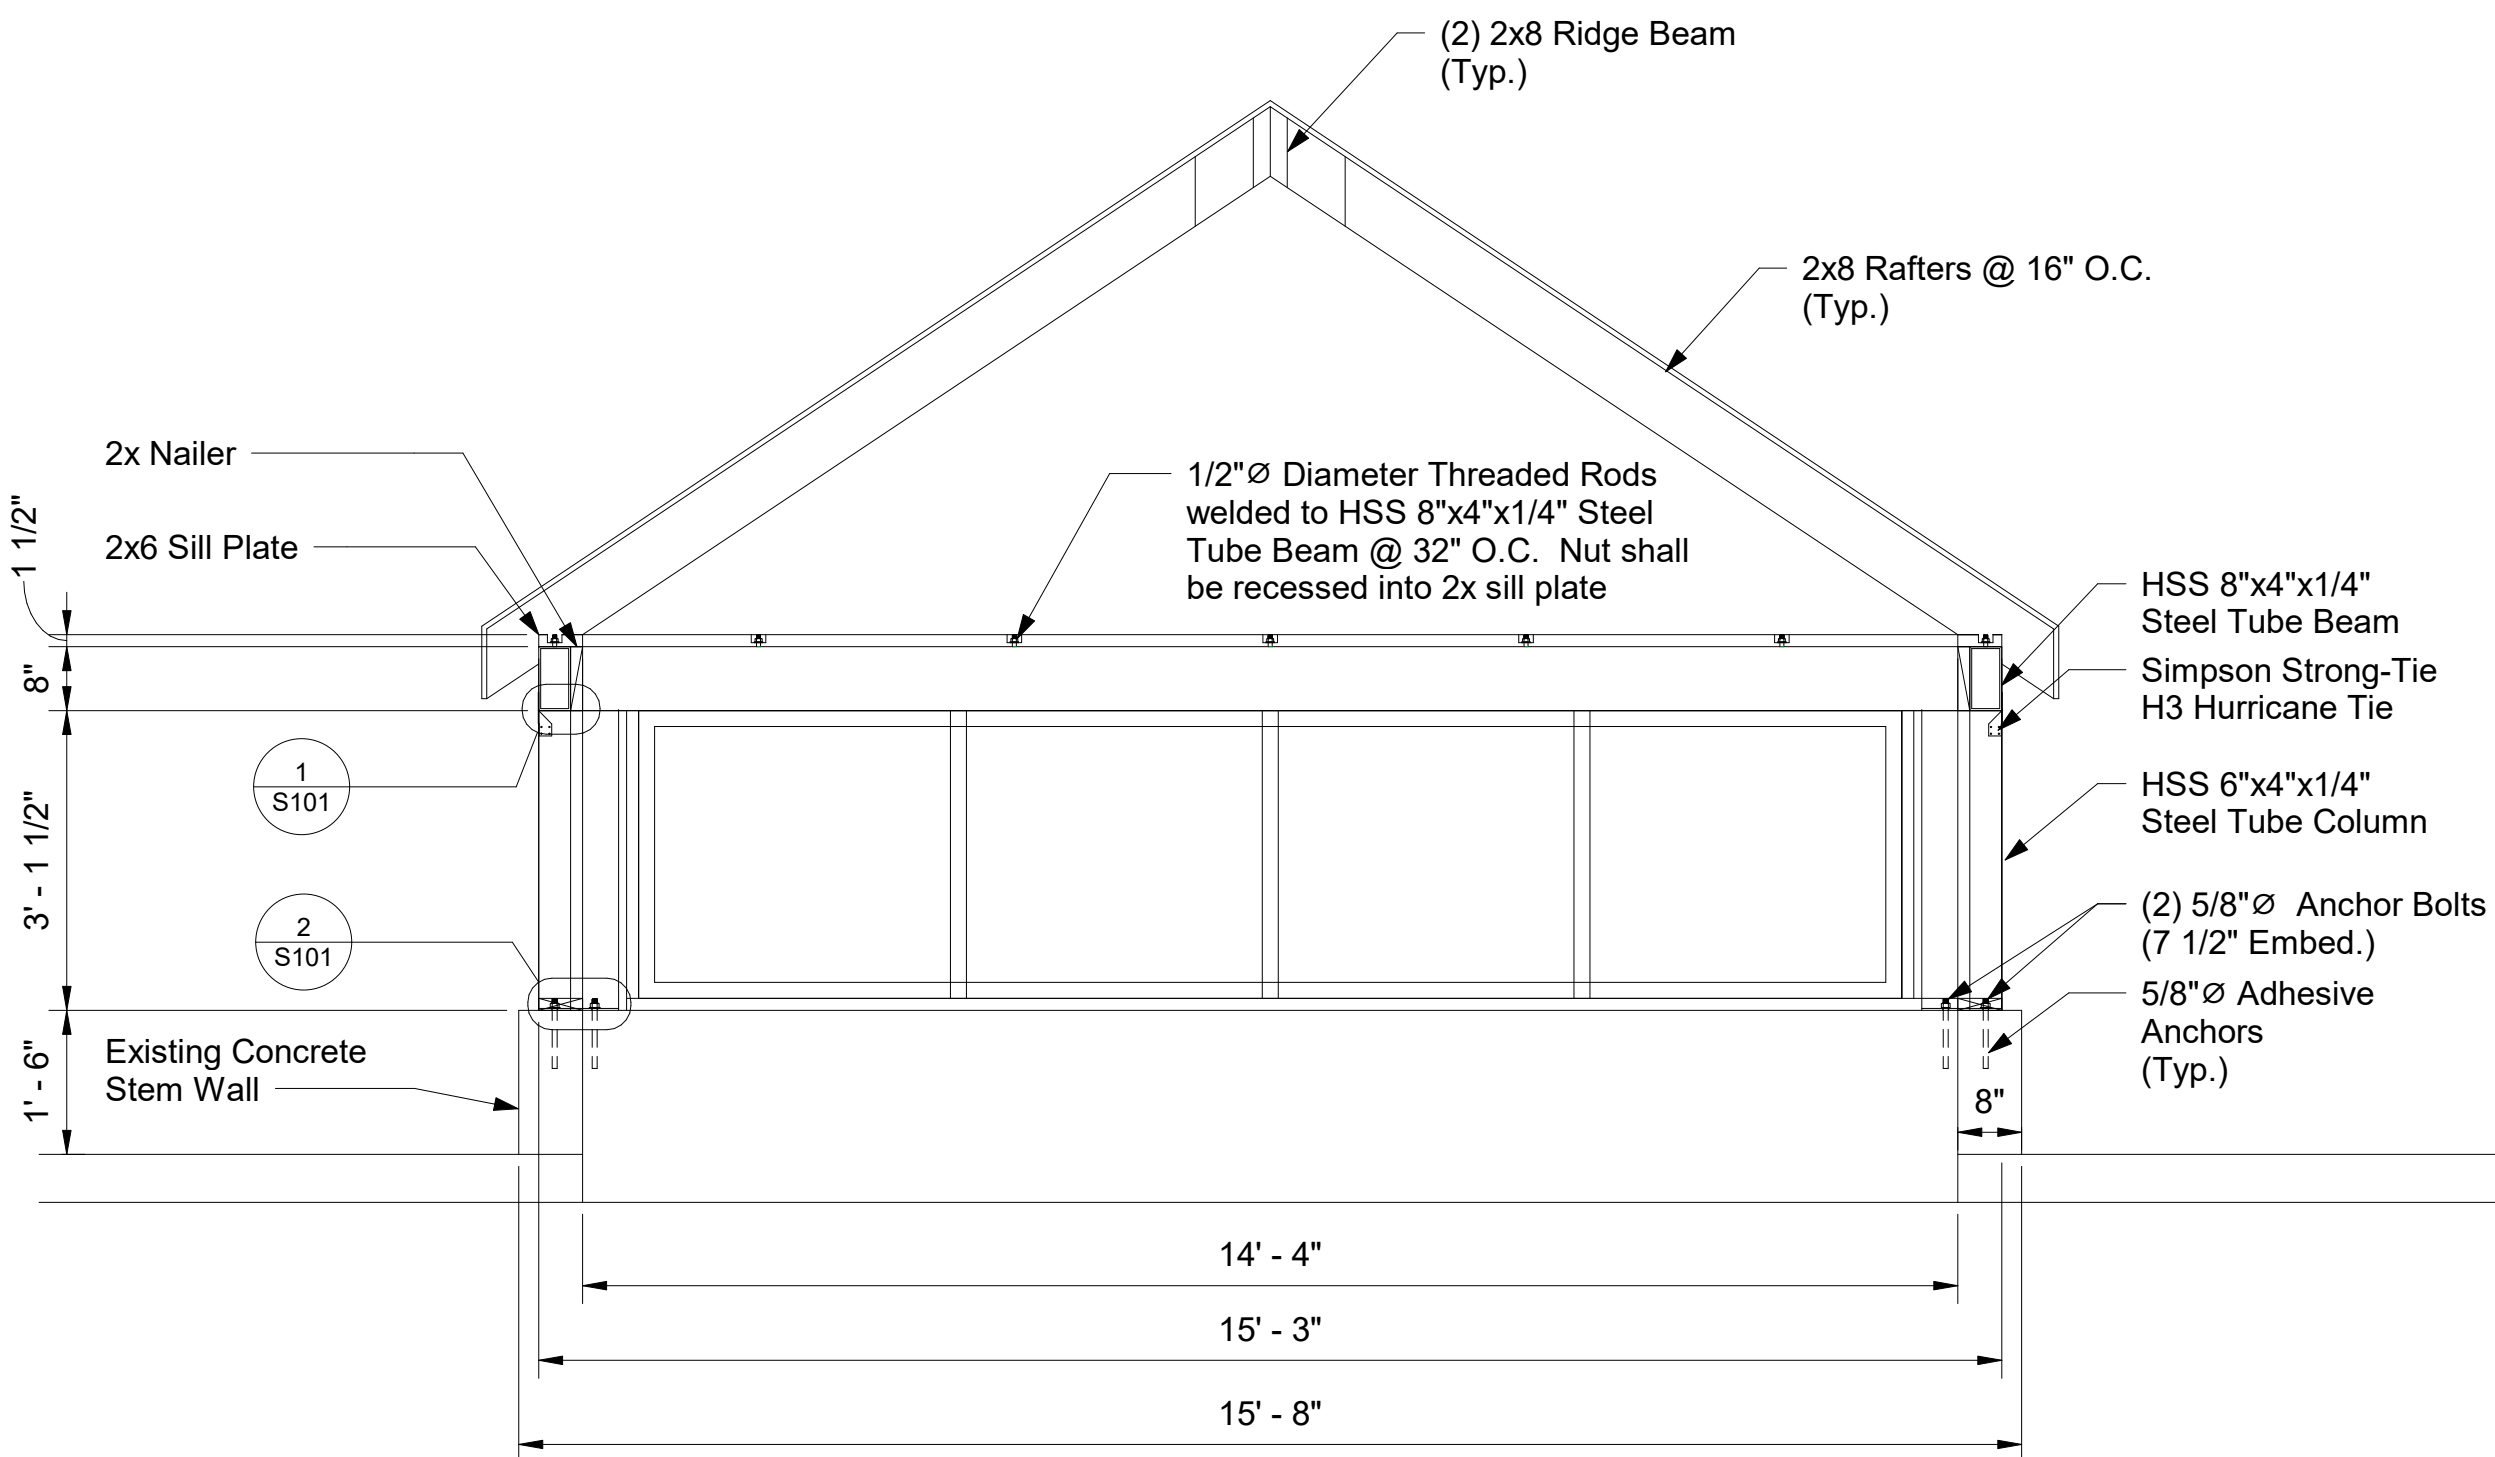 (2) 2x8 Ridge Beam
(Typ.)
2x8 Rafters @ 16" O.C.
(Typ.)
2x Nailer
2x6 Sill Plate
1/2"Ø Diameter Threaded Rods
welded to HSS 8"x4"x1/4" Steel
Tube Beam @ 32" O.C. Nut shall
be recessed into 2x sill plate
HSS 8"x4"x1/4"
Steel Tube Beam
Simpson Strong-Tie
H3 Hurricane Tie
HSS 6"x4"x1/4"
Steel Tube Column
(2) 5/8"Ø Anchor Bolts
(7 1/2" Embed.)
5/8"Ø Adhesive
Anchors
(Typ.)
1 1/2"
8"
3' - 1 1/2"
1' - 6"
1
S101
2
S101
Existing Concrete
Stem Wall
8"
14' - 4"
15' - 3"
15' - 8"